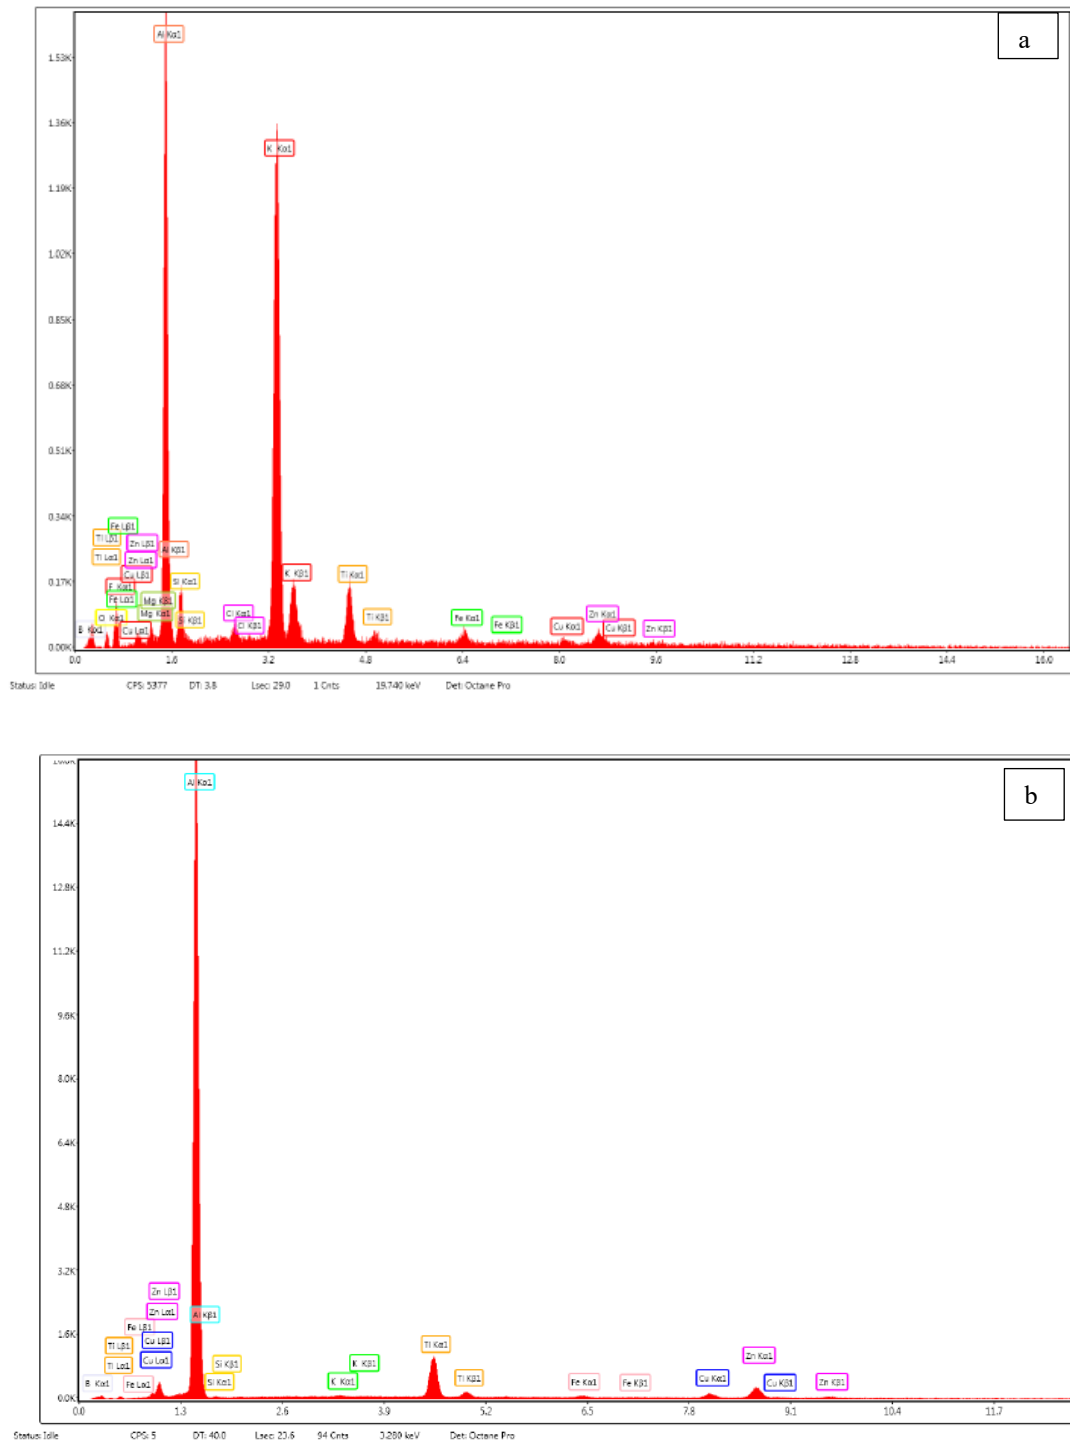 a
Al Kα1
1.53K
1.36K
K Kα1
1.19K
1.02K
0.85K
0.68K
0.51K
0.34K
Fe Lβ1
Ti Lβ1
Zn Lβ1
Al Kβ1
Ti Lα1
Zn Lα1
Cu Lβ1
K Kβ1
Ti Kα1
0.17K
F Kα1
Si Kα1
Fe Lα1
Mg Kβ1
Mg Kα1
Cl Kα1
Zn Kα1
O Kα1
Si Kβ1
Cl Kβ1
Ti Kβ1
Fe Kα1
Fe Kβ1
Cu Kα1
Cu Kβ1
Zn Kβ1
B Kα1
Cu Lα1
0.00K
0.0 1.6 3.2 4.8 6.4 8.0 9.6 11.2 12.8 14.4 16.0
Status: Idle CPS: 5377 DT: 3.8 Lsec: 29.0 1 Cnts 19.740 keV Det: Octane Pro
b
Al Kα1
14.4K
12.8K
11.2K
9.6K
8.0K
6.4K
4.8K
3.2K
Zn Lβ1
Zn Lα1
Al Kβ1
Fe Lβ1
1.6K
Ti Lβ1
Cu Lβ1
Ti Kα1
Ti Lα1
Cu Lα1
Si Kβ1
K Kβ1
Zn Kα1
B Kα1
Fe Lα1
Si Kα1
K Kα1
Ti Kβ1
Fe Kα1
Fe Kβ1
Cu Kα1
Cu Kβ1
Zn Kβ1
0.0K
0.0 1.3 2.6 3.9 5.2 6.5 7.8 9.1 10.4 11.7
Status: Idle CPS: 5 DT: 40.0 Lsec: 23.6 94 Cnts 3.280 keV Det: Octane Pro